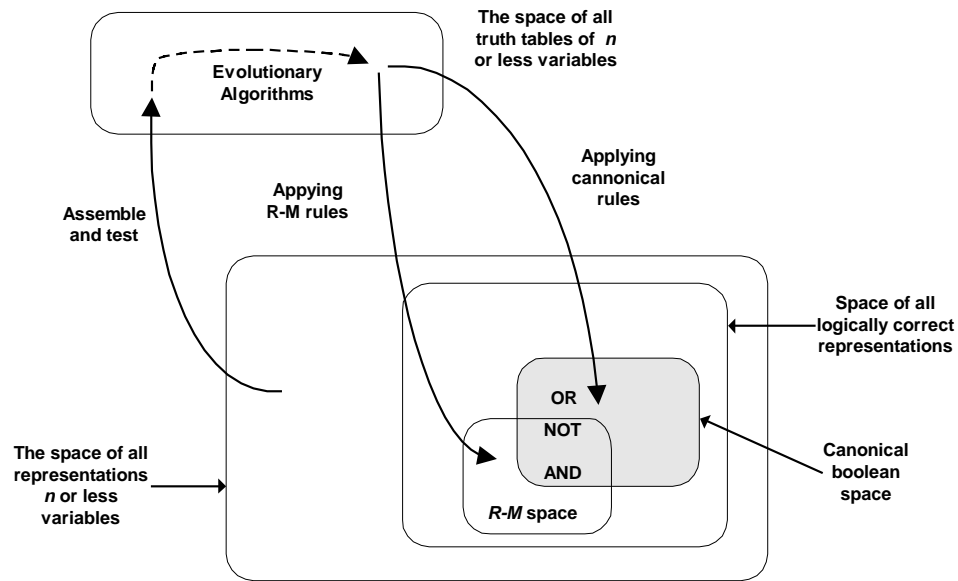 The space of all
truth tables of n
or less variables
Evolutionary
Algorithms
Applying
cannonical
rules
Appying
R-M rules
Assemble
and test
Space of all
logically correct
representations
OR
NOT
AND
R-M space
The space of all
representations
n or less
variables
Canonical
boolean
space